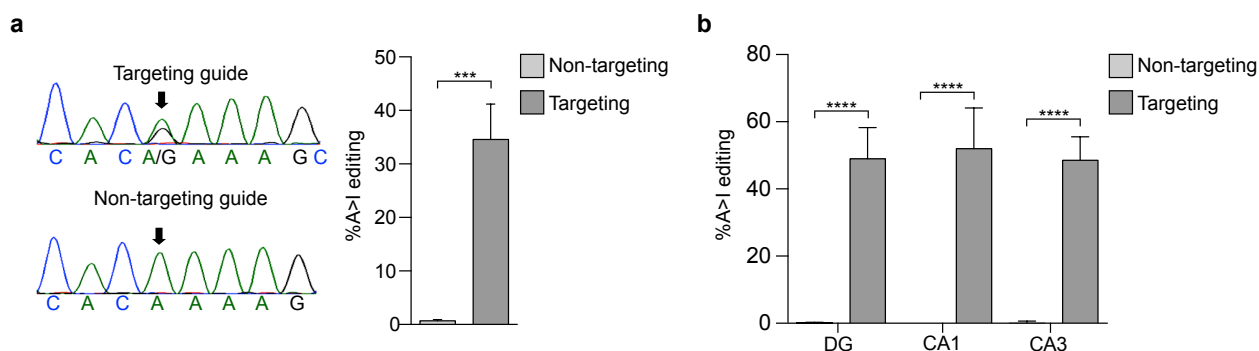 a
Targeting guide
C A C A/G A A A G C
Non-targeting guide
C A C A A A A G
%A>I editing
50
40
30
20
10
0
***
Non-targeting
Targeting
b
%A>I editing
80
60
40
20
0
****
****
****
DG CA1 CA3
Non-targeting
Targeting